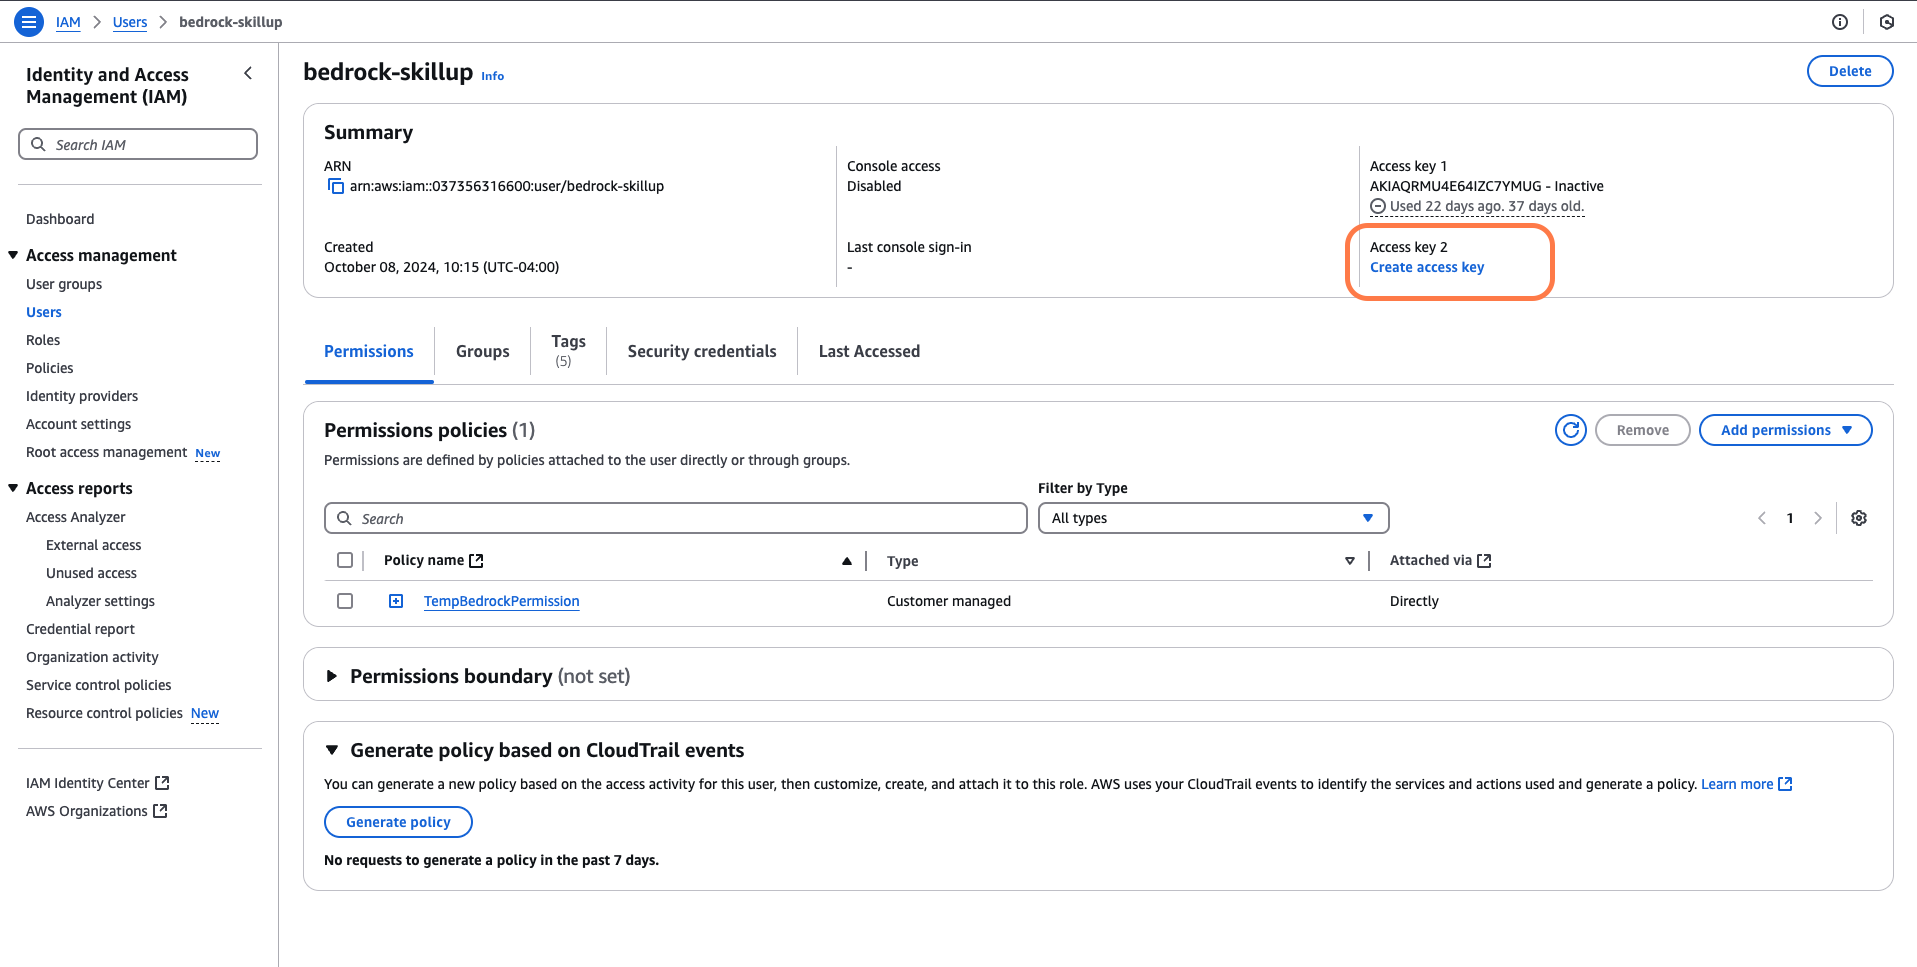 IAM > Users > bedrock-skillup
Identity and Access
Management (IAM)
Search IAM
Dashboard
Access management
User groups
Users
Roles
Policies
Identity providers
Account settings
Root access management New
Access reports
Access Analyzer
External access
Unused access
Analyzer settings
Credential report
Organization activity
Service control policies
Resource control policies New
IAM Identity Center
AWS Organizations
bedrock-skillup Info
Delete
Summary
ARN
arn:aws:iam::037356316600:user/bedrock-skillup
Created
October 08, 2024, 10:15 (UTC-04:00)
Console access
Disabled
Last console sign-in
-
Access key 1
AKIAQRMU4E64IZC7YMUG - Inactive
Used 22 days ago. 37 days old.
Access key 2
Create access key
Permissions
Groups
Tags
(5)
Security credentials
Last Accessed
Permissions policies (1)
Remove
Add permissions
Permissions are defined by policies attached to the user directly or through groups.
Filter by Type
Search
All types
1
Policy name
Type
Attached via
TempBedrockPermission
Customer managed
Directly
Permissions boundary (not set)
Generate policy based on CloudTrail events
You can generate a new policy based on the access activity for this user, then customize, create, and attach it to this role. AWS uses your CloudTrail events to identify the services and actions used and generate a policy. Learn more
Generate policy
No requests to generate a policy in the past 7 days.